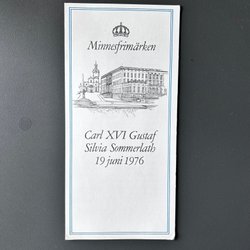 Minnesfrimärken
Carl XVI Gustaf
Silvia Sommerlath
19 juni 1976